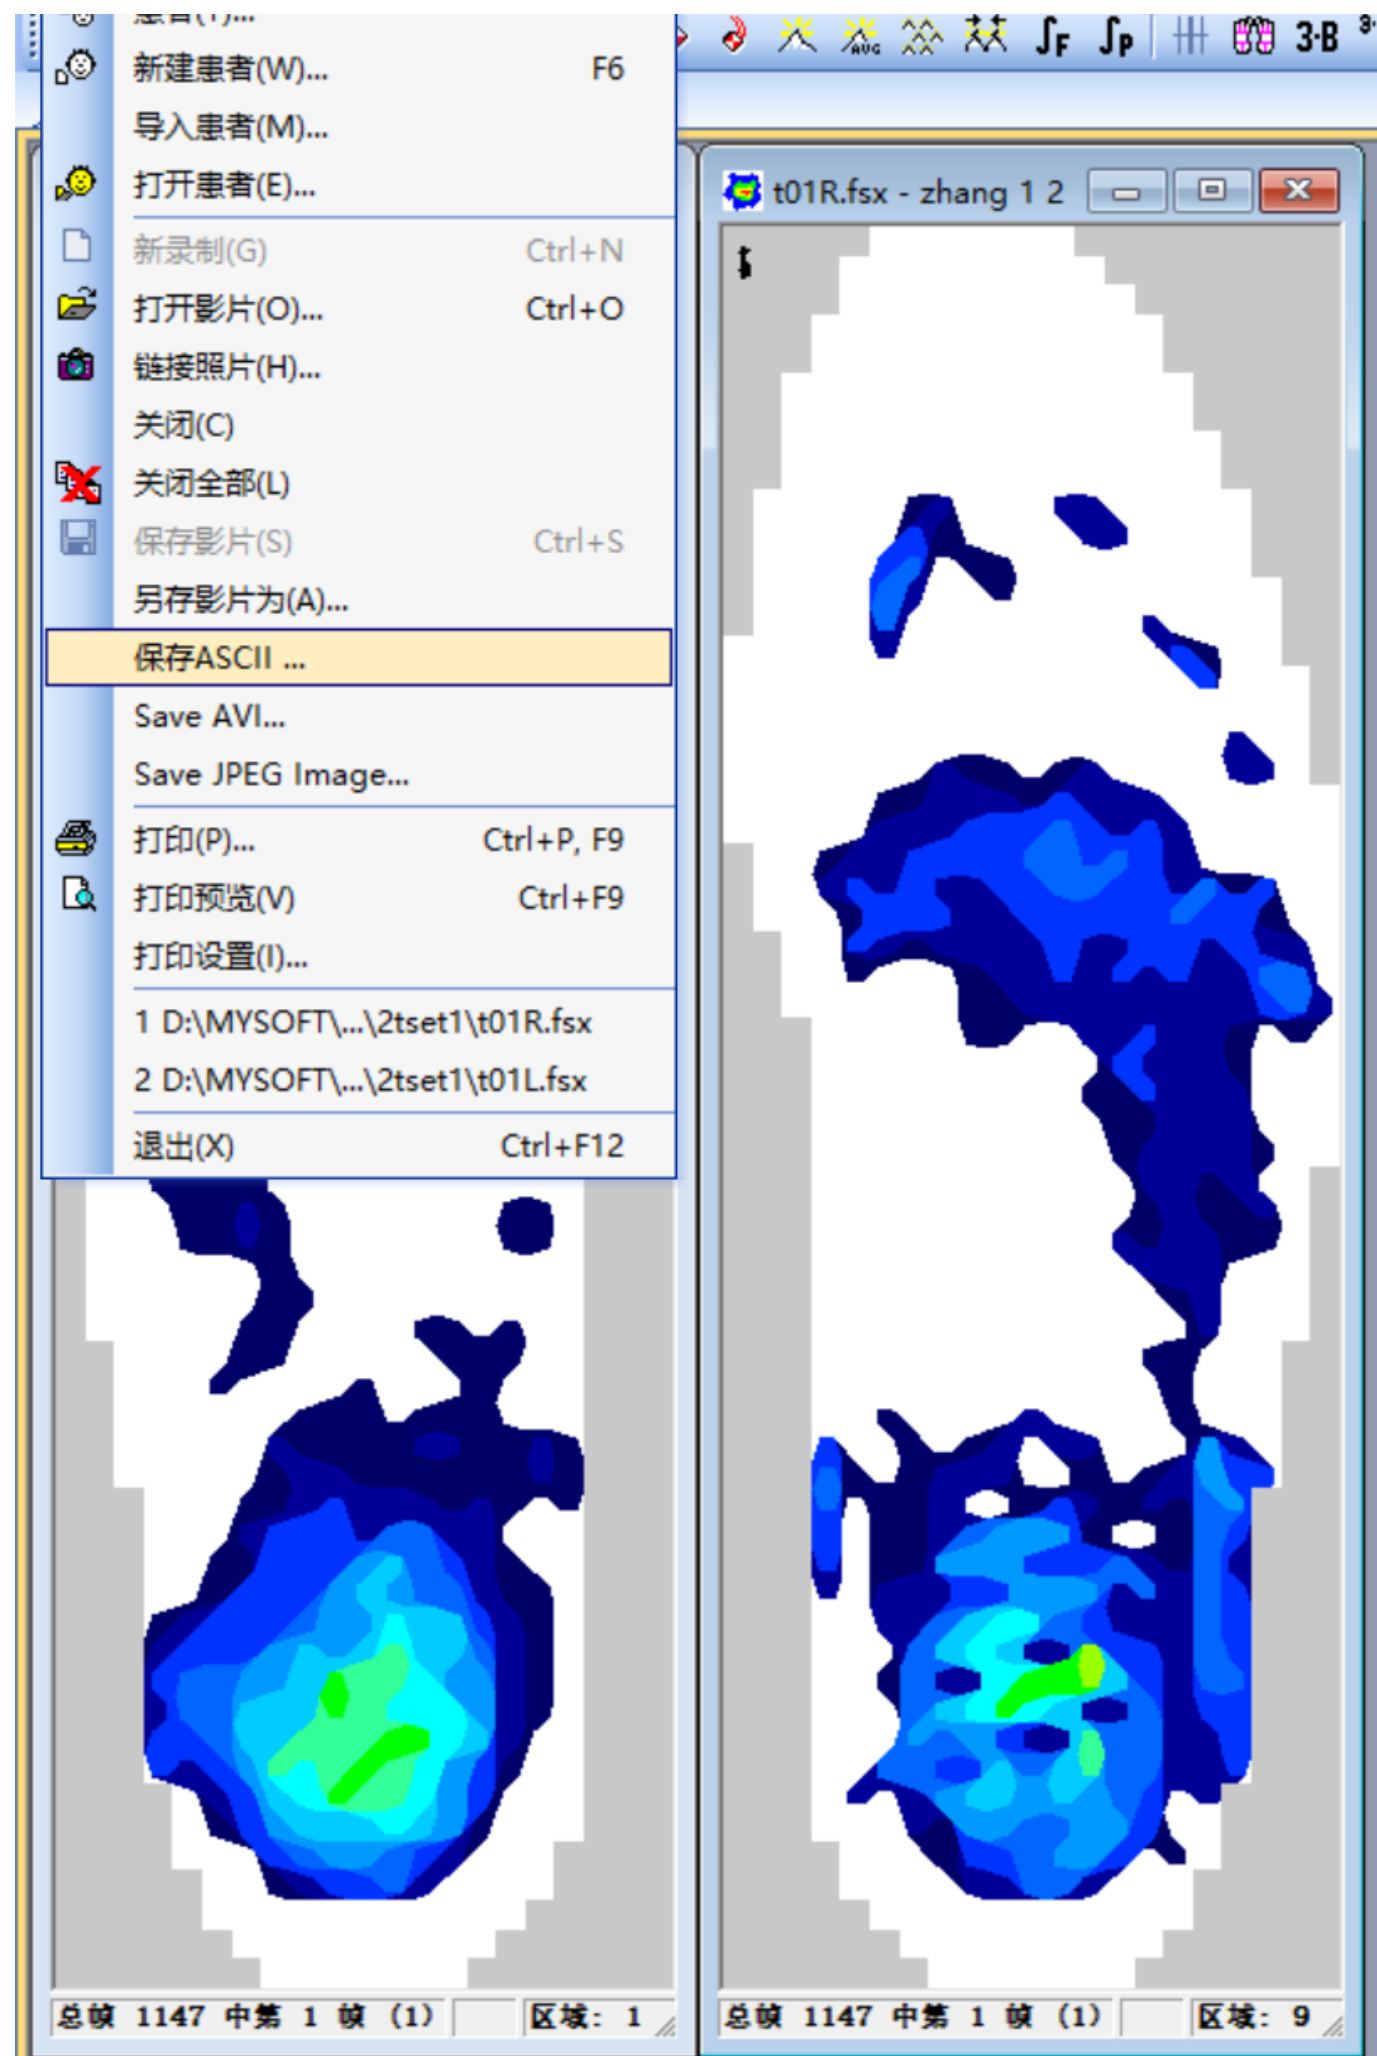 患者(Y)...
新建患者(W)... F6
导入患者(M)...
打开患者(E)...
新录制(G) Ctrl+N
打开影片(O)... Ctrl+O
链接照片(H)...
关闭(C)
关闭全部(L)
保存影片(S) Ctrl+S
另存影片为(A)...
保存ASCII ...
Save AVI...
Save JPEG Image...
打印(P)... Ctrl+P, F9
打印预览(V) Ctrl+F9
打印设置(I)...
1 D:\MYSOFT\...\2tset1\t01R.fsx
2 D:\MYSOFT\...\2tset1\t01L.fsx
退出(X) Ctrl+F12
AVG
∫F ∫P
3·B
t01R.fsx - zhang 1 2
总帧 1147 中第 1 帧 (1) 区域: 1
总帧 1147 中第 1 帧 (1) 区域: 9